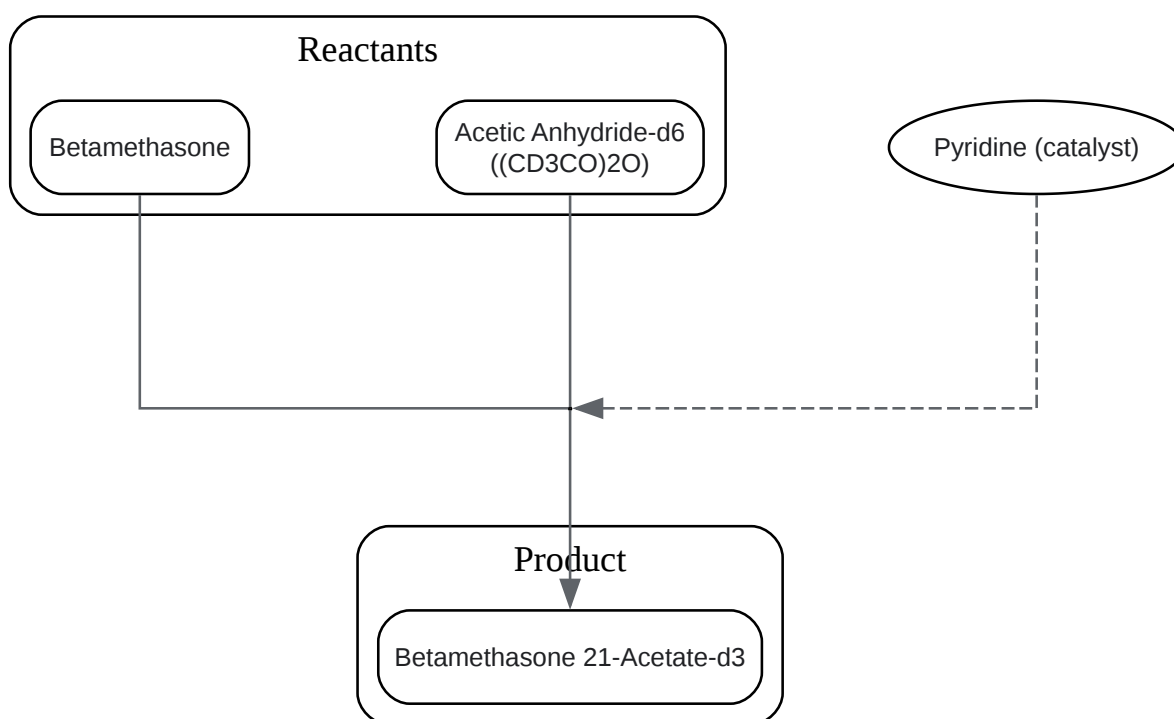 Reactants
Betamethasone
Acetic Anhydride-d6
((CD3CO)2O)
Pyridine (catalyst)
Product
Betamethasone 21-Acetate-d3